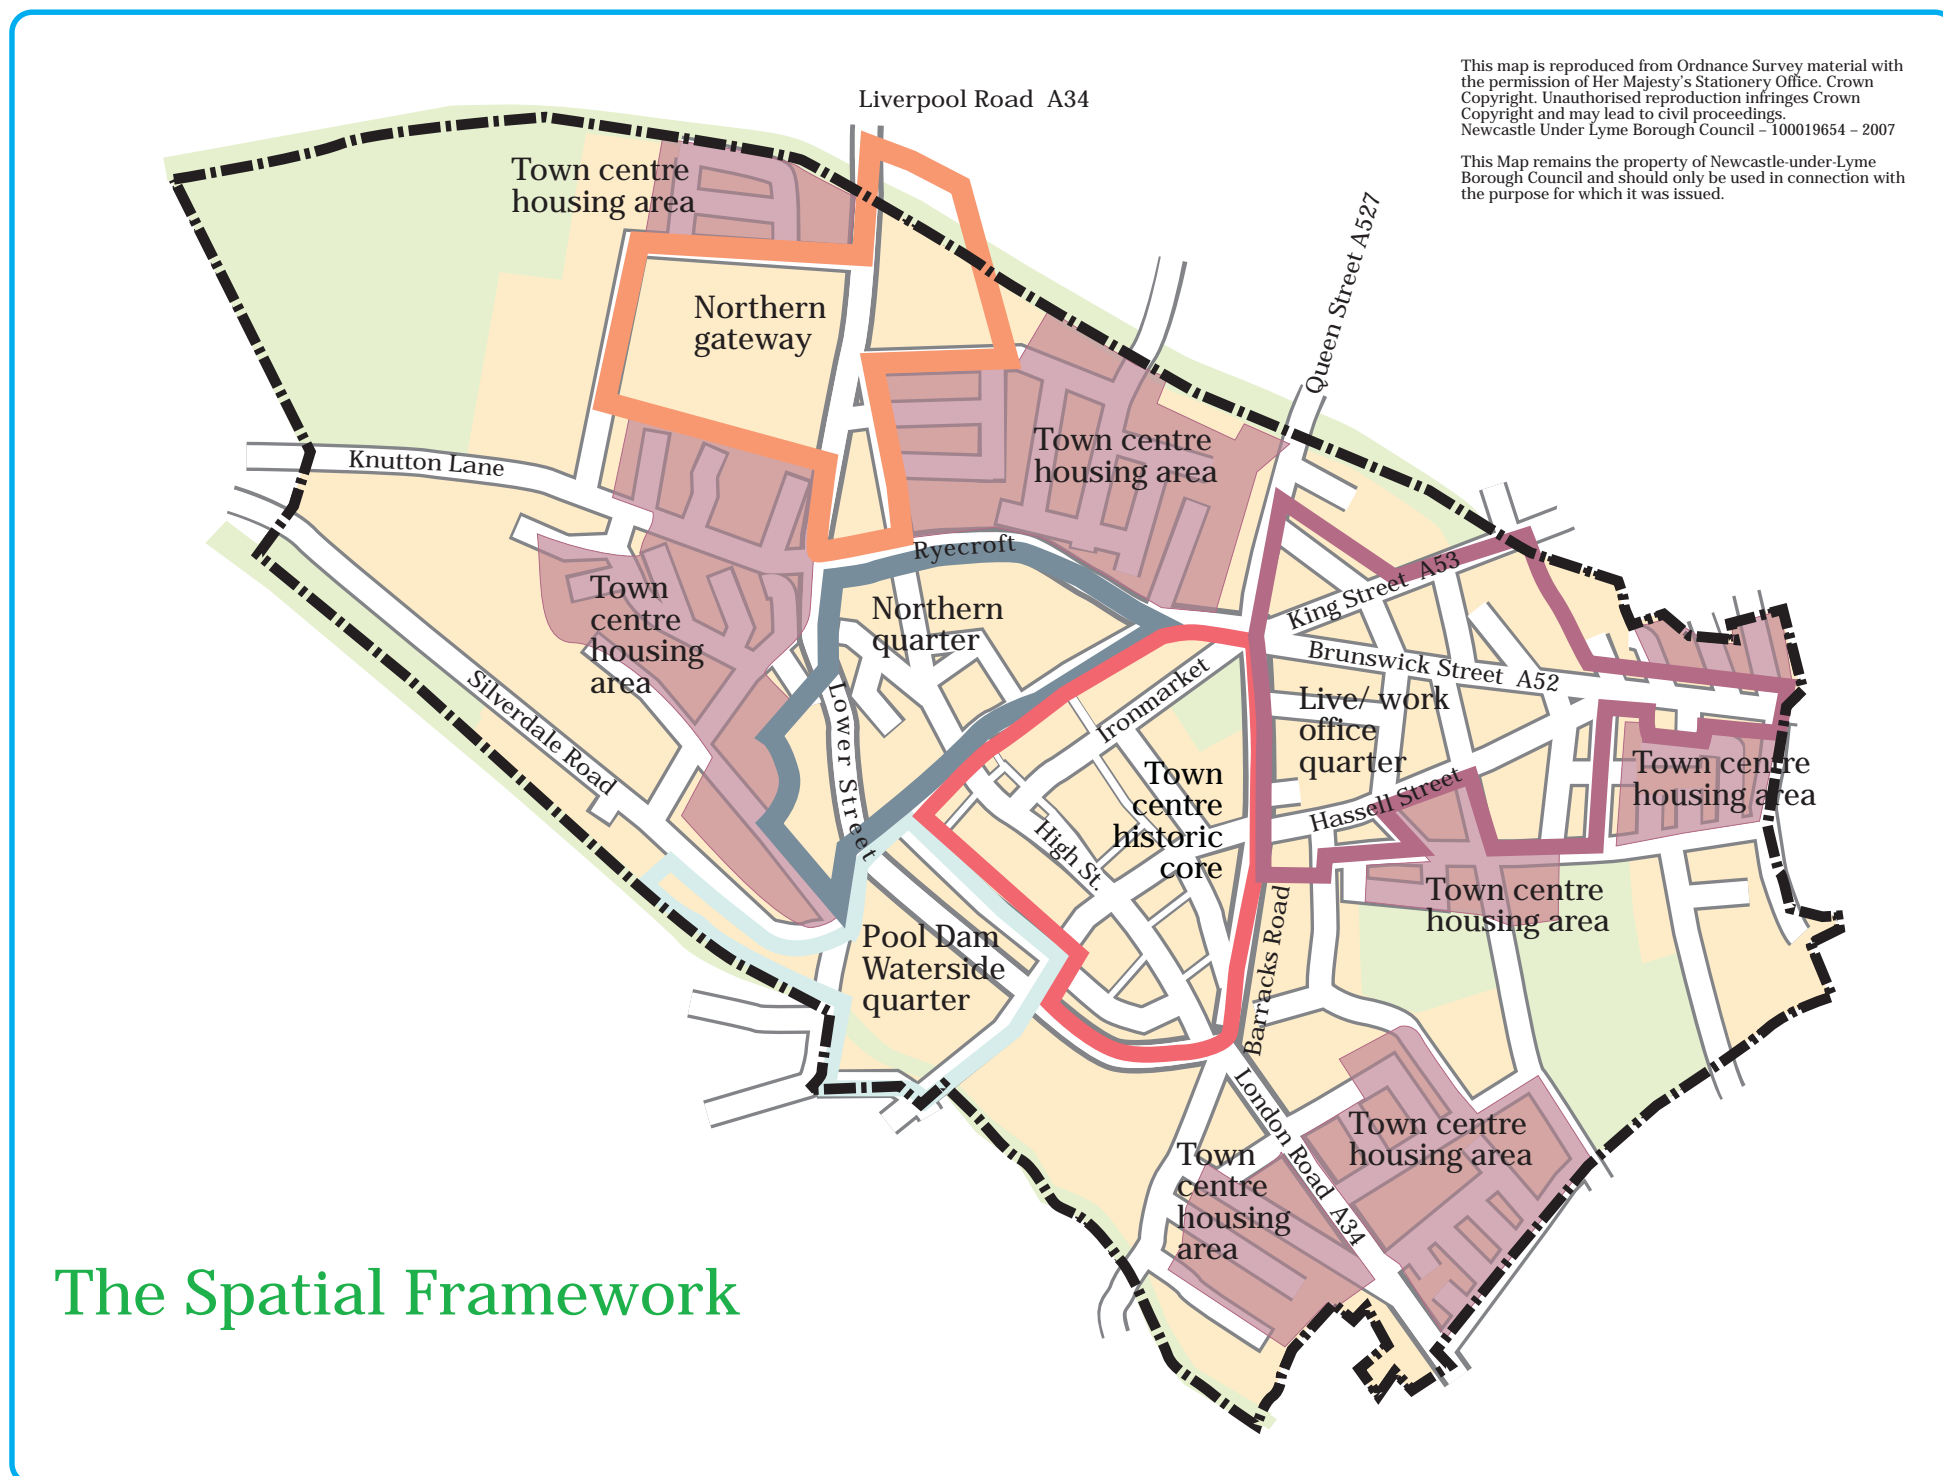 This map is reproduced from Ordnance Survey material with
the permission of Her Majesty's Stationery Office. Crown
Copyright. Unauthorised reproduction infringes Crown
Copyright and may lead to civil proceedings.
Newcastle Under Lyme Borough Council – 100019654 – 2007
This Map remains the property of Newcastle-under-Lyme
Borough Council and should only be used in connection with
the purpose for which it was issued.
Liverpool Road A34
Town centre
housing area
Queen Street A527
Northern
gateway
Town centre
housing area
Knutton Lane
Ryecroft
King Street A53
Town
centre
housing
area
Northern
quarter
Brunswick Street A52
Ironmarket
Silverdale Road
Lower Street
Live/ work
office
quarter
Town
centre
historic
core
Town centre
housing area
Hassell Street
High St.
Town centre
housing area
Pool Dam
Waterside
quarter
Barracks Road
London Road A34
Town centre
housing area
Town
centre
housing
area
The Spatial Framework